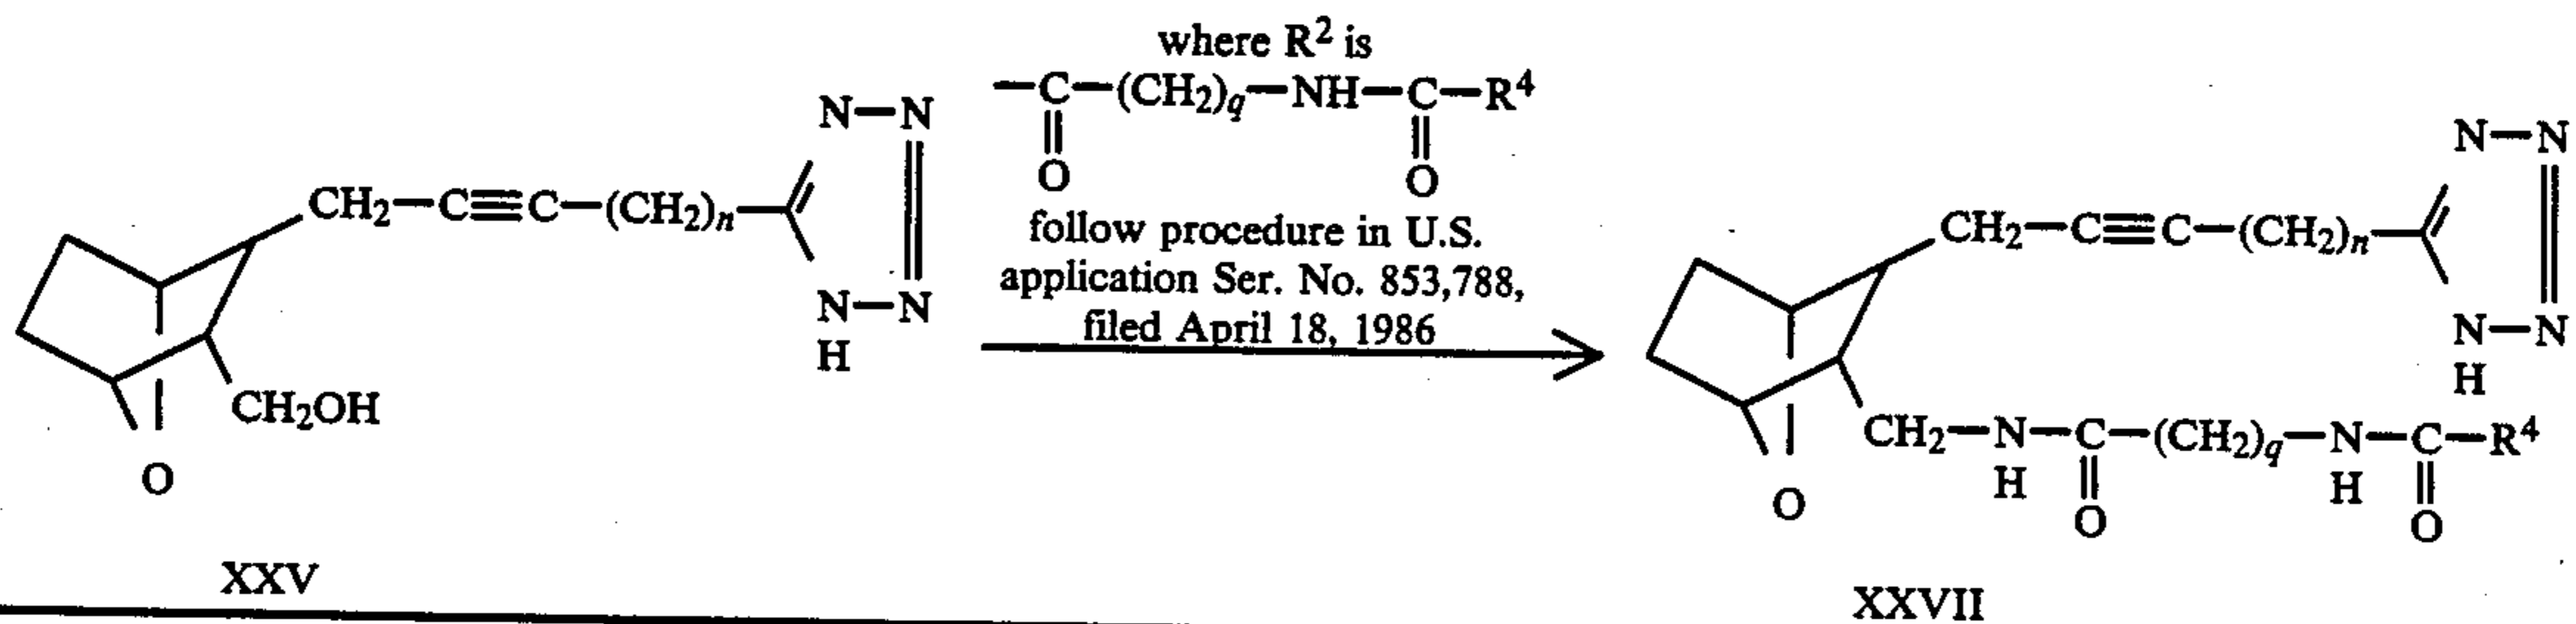 where R² is
—C—(CH₂)q—NH—C—R⁴
O O
follow procedure in U.S.
application Ser. No. 853,788,
filed April 18, 1986
N—N
CH₂—C≡C—(CH₂)n
N—N
H
CH₂OH
O
XXV
N—N
CH₂—C≡C—(CH₂)n
N—N
H
CH₂—N—C—(CH₂)q—N—C—R⁴
H O H O
O
XXVII